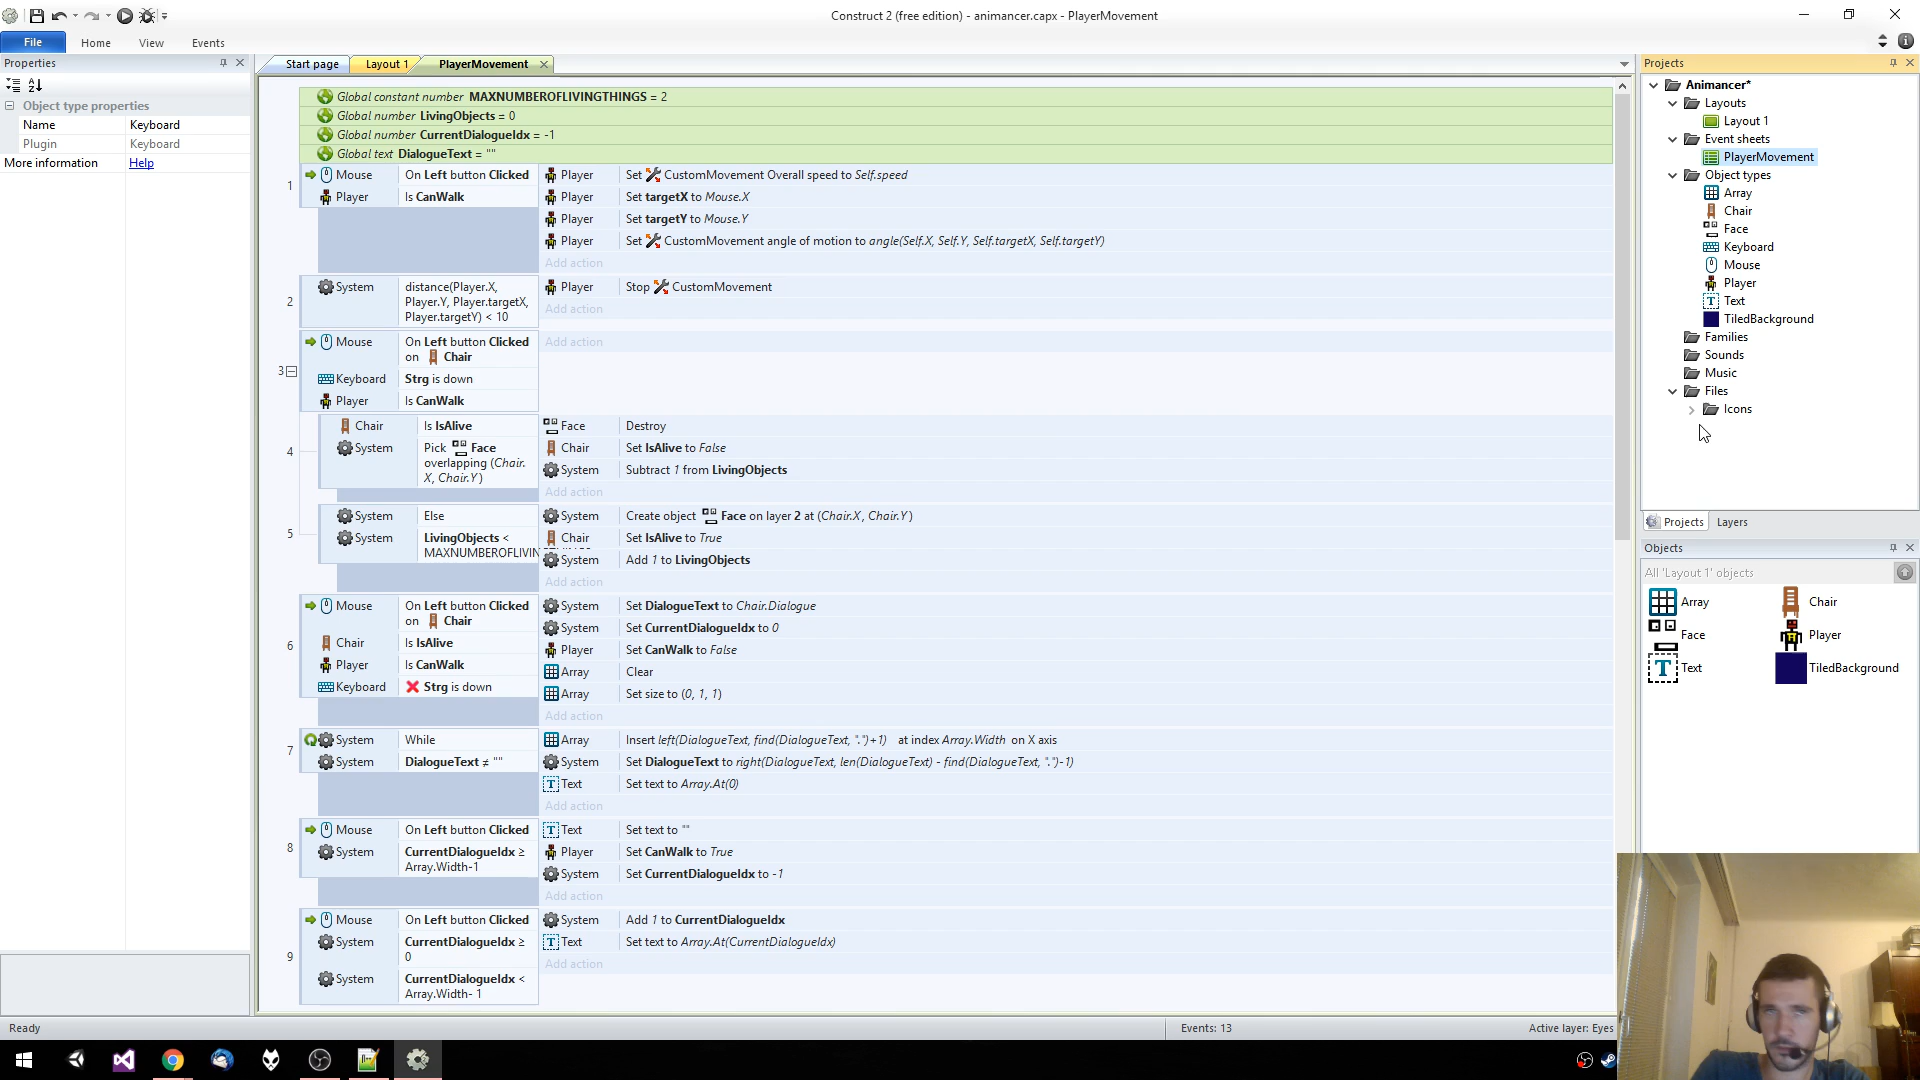 Construct 2 (free edition) - animancer.capx - PlayerMovement
File Home View Events
Properties
Object type properties
Name Keyboard
Plugin Keyboard
More information Help
Start page Layout 1 PlayerMovement
Global constant number MAXNUMBEROFLIVINGTHINGS = 2
Global number LivingObjects = 0
Global number CurrentDialogueIdx = -1
Global text DialogueText = ""
1
Mouse On Left button Clicked
Player Is CanWalk
Player Set CustomMovement Overall speed to Self.speed
Player Set targetX to Mouse.X
Player Set targetY to Mouse.Y
Player Set CustomMovement angle of motion to angle(Self.X, Self.Y, Self.targetX, Self.targetY)
Add action
2
System distance(Player.X,
Player.Y, Player.targetX,
Player.targetY) < 10
Player Stop CustomMovement
Add action
3
Mouse On Left button Clicked
on Chair
Keyboard Strg is down
Player Is CanWalk
Add action
4
Chair Is IsAlive
System Pick Face
overlapping (Chair.
X, Chair.Y)
Face Destroy
Chair Set IsAlive to False
System Subtract 1 from LivingObjects
Add action
5
System Else
System LivingObjects <
MAXNUMBEROFLIVIN
System Create object Face on layer 2 at (Chair.X, Chair.Y)
Chair Set IsAlive to True
System Add 1 to LivingObjects
Add action
6
Mouse On Left button Clicked
on Chair
Chair Is IsAlive
Player Is CanWalk
Keyboard Strg is down
System Set DialogueText to Chair.Dialogue
System Set CurrentDialogueIdx to 0
Player Set CanWalk to False
Array Clear
Array Set size to (0, 1, 1)
Add action
7
System While
System DialogueText ≠ ""
Array Insert left(DialogueText, find(DialogueText, ".")+1) at index Array.Width on X axis
System Set DialogueText to right(DialogueText, len(DialogueText) - find(DialogueText, ".")-1)
Text Set text to Array.At(0)
Add action
8
Mouse On Left button Clicked
System CurrentDialogueIdx ≥
Array.Width-1
Text Set text to ""
Player Set CanWalk to True
System Set CurrentDialogueIdx to -1
Add action
9
Mouse On Left button Clicked
System CurrentDialogueIdx ≥
0
System CurrentDialogueIdx <
Array.Width- 1
System Add 1 to CurrentDialogueIdx
Text Set text to Array.At(CurrentDialogueIdx)
Add action
Projects
Animancer*
Layouts
Layout 1
Event sheets
PlayerMovement
Object types
Array
Chair
Face
Keyboard
Mouse
Player
Text
TiledBackground
Families
Sounds
Music
Files
Icons
Projects Layers
Objects
All 'Layout 1' objects
Array Chair
Face Player
Text TiledBackground
Ready Events: 13 Active layer: Eyes